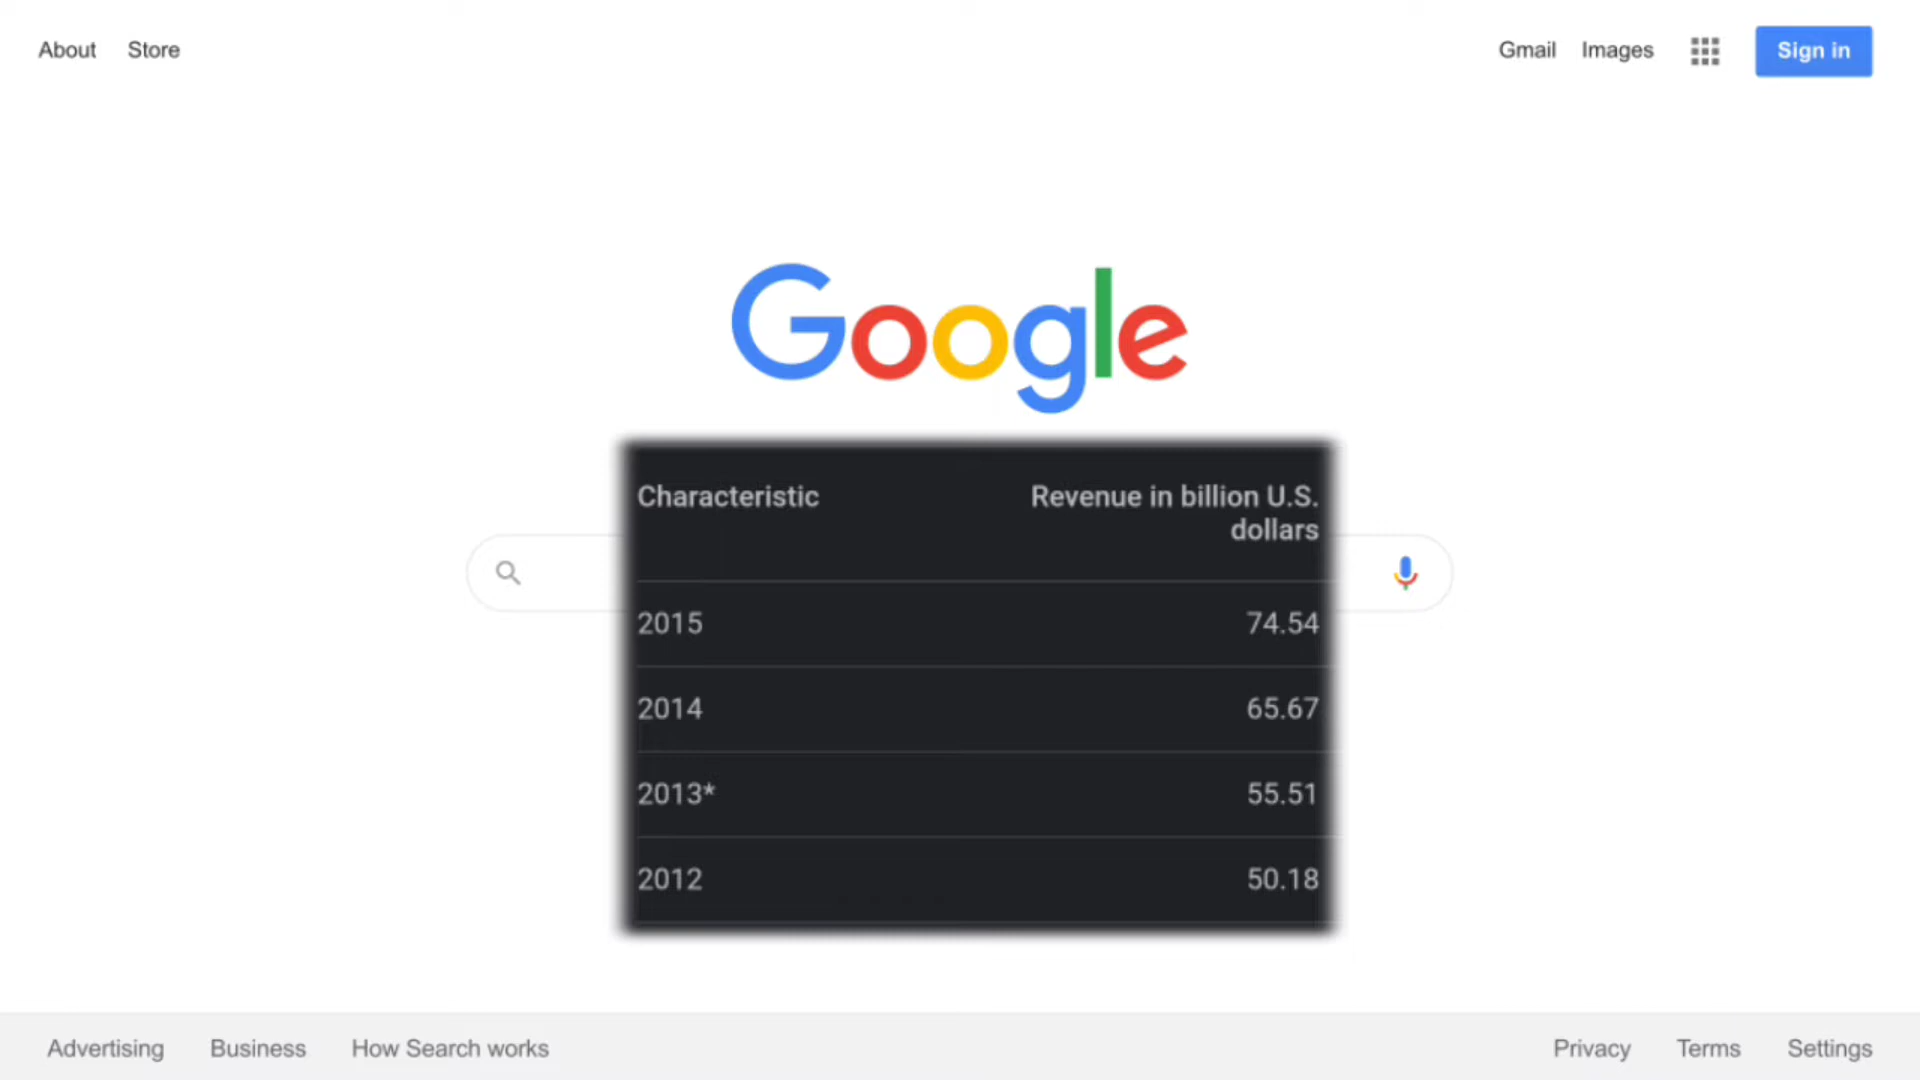 About Store Gmail Images Sign in
Google
Characteristic Revenue in billion U.S.
dollars
2015 74.54
2014 65.67
2013* 55.51
2012 50.18
Advertising Business How Search works Privacy Terms Settings